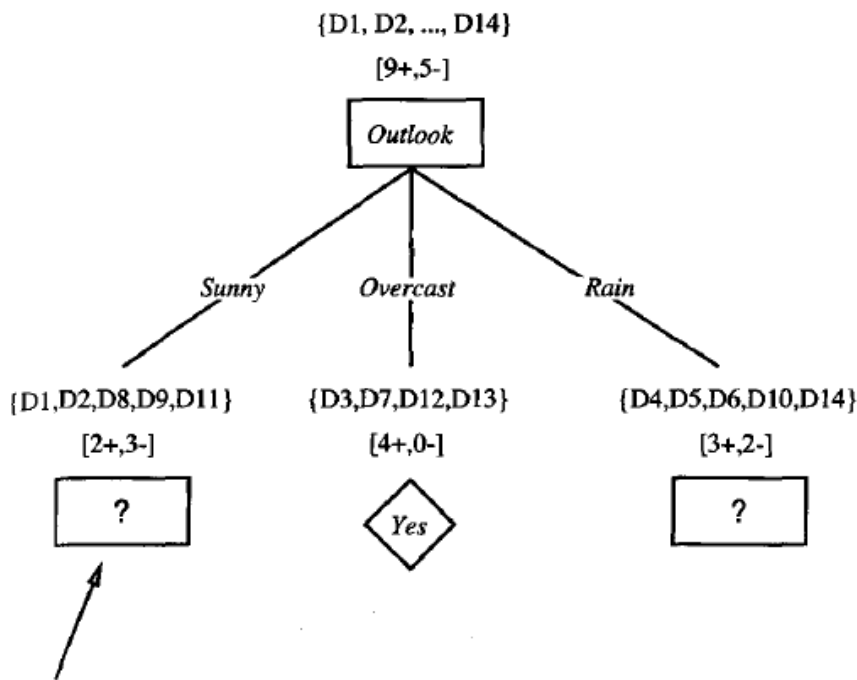 {D1, D2, ..., D14}
[9+,5-]
Outlook
Sunny
Overcast
Rain
{D1,D2,D8,D9,D11}
[2+,3-]
?
{D3,D7,D12,D13}
[4+,0-]
Yes
{D4,D5,D6,D10,D14}
[3+,2-]
?